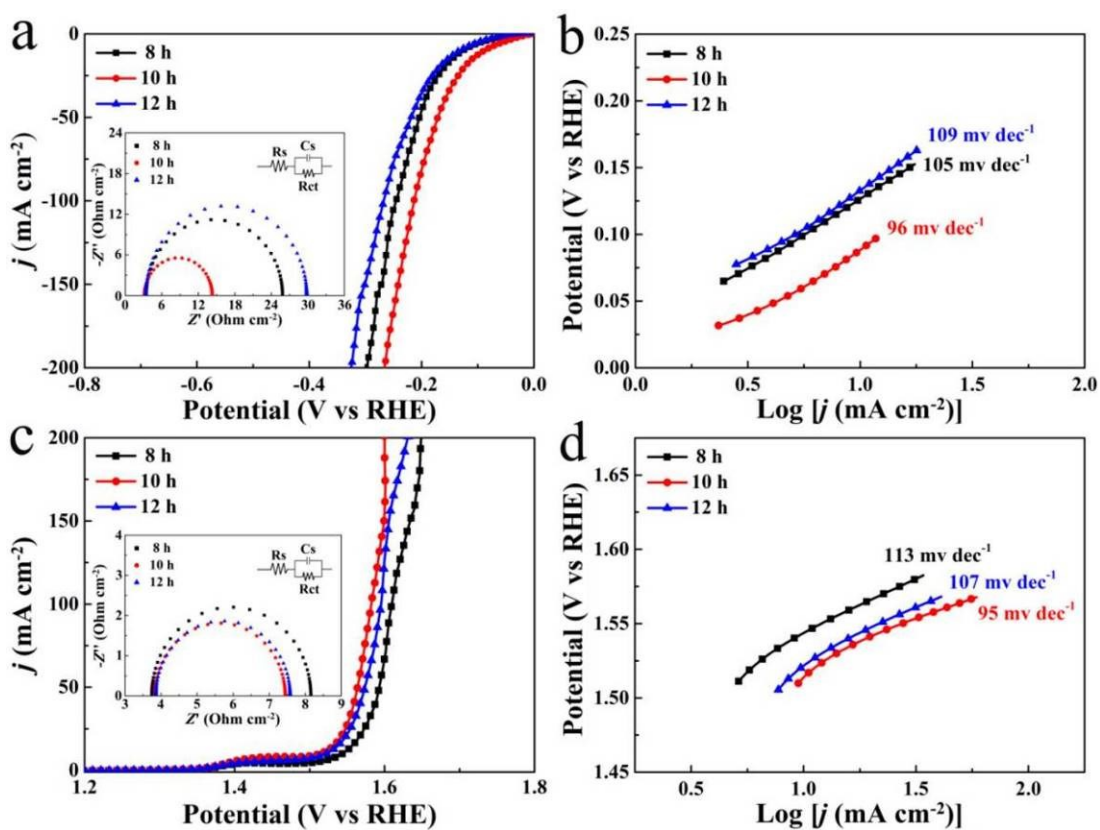 a
8 h
10 h
12 h
0
-50
-100
-150
-200
j (mA cm-2)
-0.8
-0.6
-0.4
-0.2
0.0
Potential (V vs RHE)
24
18
12
6
0
-Z'' (Ohm cm-2)
8 h
10 h
12 h
Rs
Cs
Rct
0
6
12
18
24
30
36
Z' (Ohm cm-2)
b
8 h
10 h
12 h
0.25
0.20
0.15
0.10
0.05
0.00
Potential (V vs RHE)
109 mv dec-1
105 mv dec-1
96 mv dec-1
0.0
0.5
1.0
1.5
2.0
Log [j (mA cm-2)]
c
8 h
10 h
12 h
200
150
100
50
0
j (mA cm-2)
1.2
1.4
1.6
1.8
Potential (V vs RHE)
4
3
2
1
0
-Z'' (Ohm cm-2)
8 h
10 h
12 h
Rs
Cs
Rct
3
4
5
6
7
8
9
Z' (Ohm cm-2)
d
8 h
10 h
12 h
1.65
1.60
1.55
1.50
1.45
Potential (V vs RHE)
113 mv dec-1
107 mv dec-1
95 mv dec-1
0.5
1.0
1.5
2.0
Log [j (mA cm-2)]